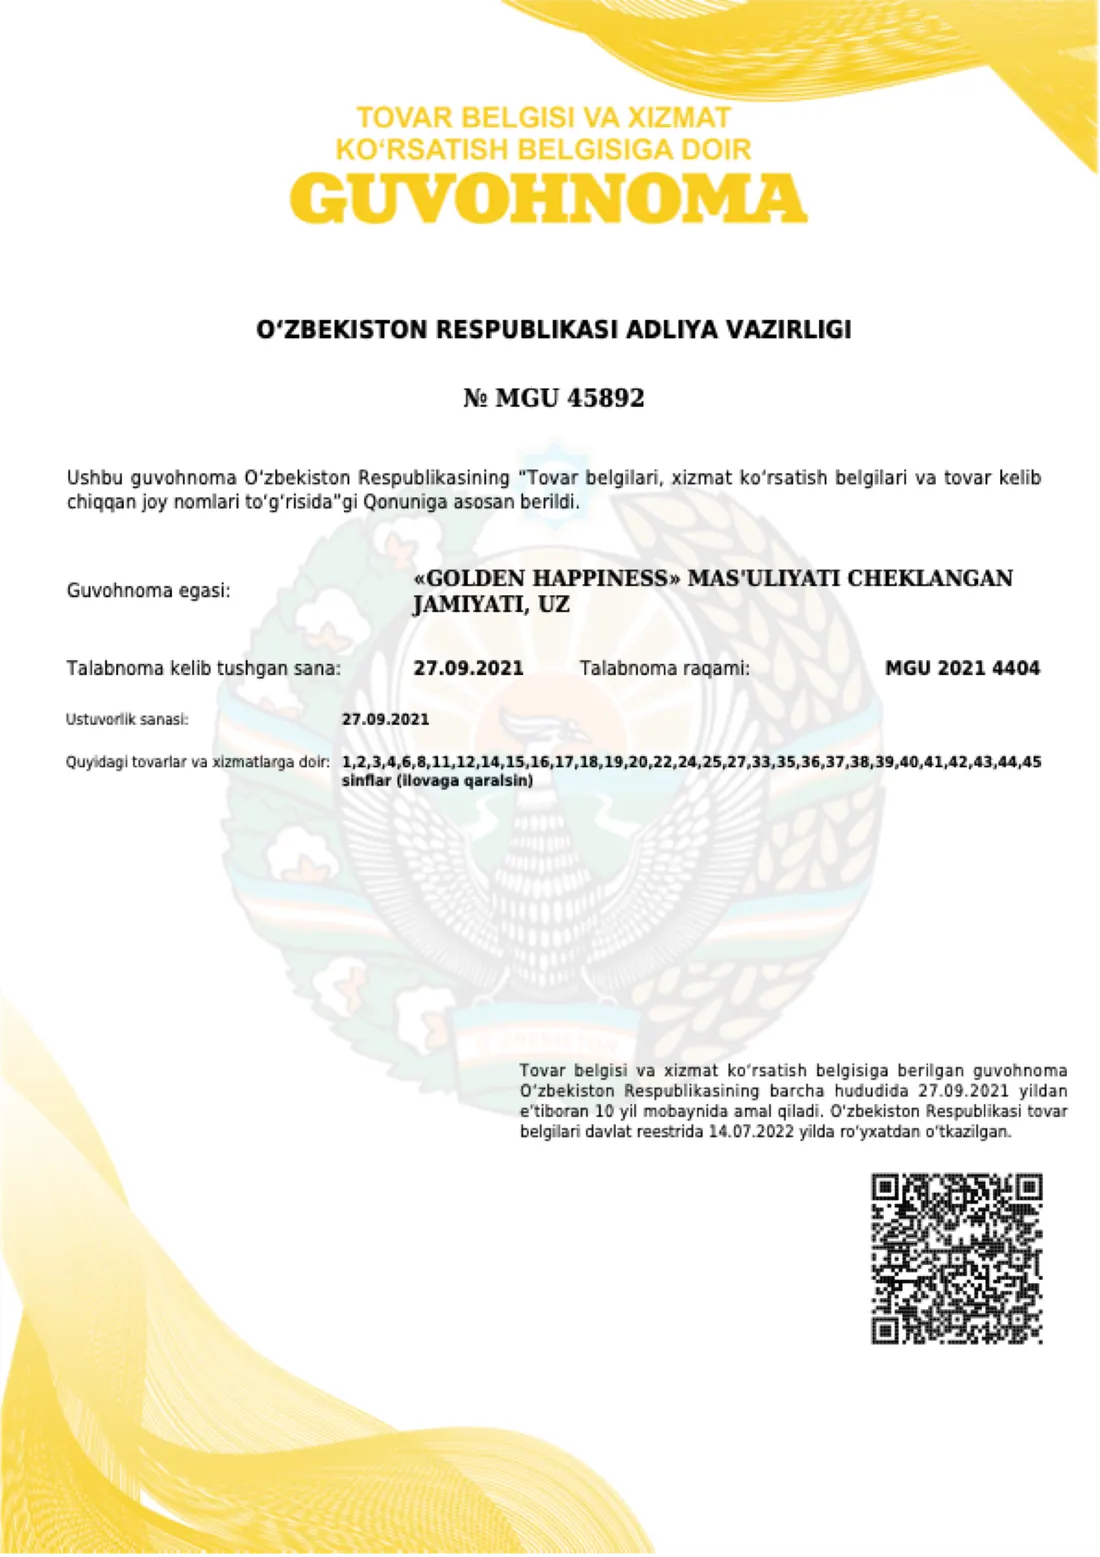 TOVAR BELGISI VA XIZMAT
KO‘RSATISH BELGISIGA DOIR
GUVOHNOMA
O‘ZBEKISTON RESPUBLIKASI ADLIYA VAZIRLIGI
№ MGU 45892
Ushbu guvohnoma O‘zbekiston Respublikasining “Tovar belgilari, xizmat ko‘rsatish belgilari va tovar kelib
chiqqan joy nomlari to‘g‘risida”gi Qonuniga asosan berildi.
Guvohnoma egasi: «GOLDEN HAPPINESS» MAS'ULIYATI CHEKLANGAN
JAMIYATI, UZ
Talabnoma kelib tushgan sana: 27.09.2021 Talabnoma raqami: MGU 2021 4404
Ustuvorlik sanasi: 27.09.2021
Quyidagi tovarlar va xizmatlarga doir: 1,2,3,4,6,8,11,12,14,15,16,17,18,19,20,22,24,25,27,33,35,36,37,38,39,40,41,42,43,44,45
sinflar (ilovaga qaralsin)
Tovar belgisi va xizmat ko‘rsatish belgisiga berilgan guvohnoma
O‘zbekiston Respublikasining barcha hududida 27.09.2021 yildan
e’tiboran 10 yil mobaynida amal qiladi. O‘zbekiston Respublikasi tovar
belgilari davlat reestrida 14.07.2022 yilda ro‘yxatdan o‘tkazilgan.